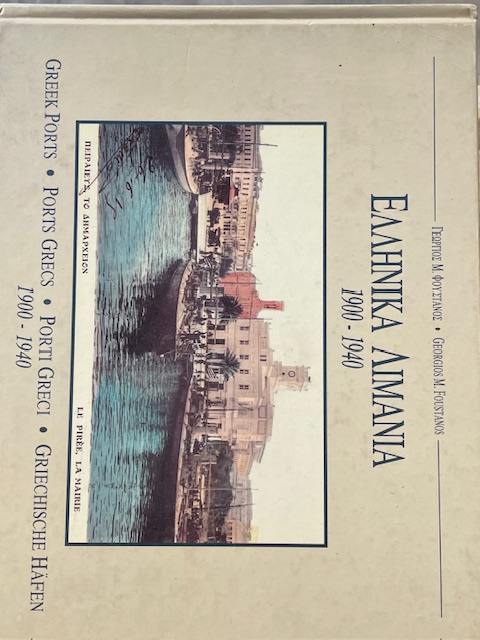 ΓΕΩΡΓΙΟΣ Μ. ΦΟΥΣΤΑΝΟΣ • GEORGIOS M. FOUSTANOS
ΕΛΛΗΝΙΚΑ ΛΙΜΑΝΙΑ
1900 - 1940
ΠΕΙΡΑΙΕΥΣ, ΤΟ ΔΗΜΑΡΧΕΙΟΝ
LE PIRÈE, LA MAIRIE
GREEK PORTS • PORTS GRECS • PORTI GRECI • GRIECHISCHE HÄFEN
1900 - 1940